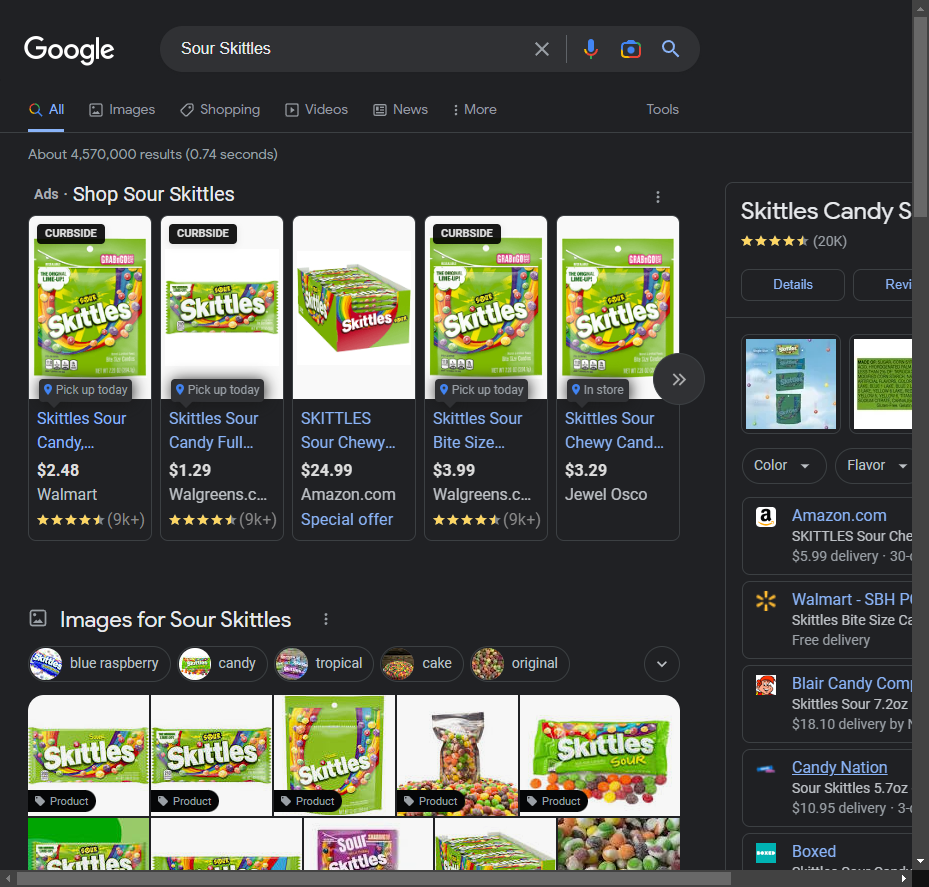 Google
Sour Skittles
All
Images
Shopping
Videos
News
More
Tools
About 4,570,000 results (0.74 seconds)
Ads · Shop Sour Skittles
CURBSIDE
CURBSIDE
CURBSIDE
Pick up today
Pick up today
Pick up today
In store
Skittles Sour Candy,...
$2.48
Walmart
(9k+)
Skittles Sour Candy Full...
$1.29
Walgreens.c...
(9k+)
SKITTLES Sour Chewy...
$24.99
Amazon.com
Special offer
Skittles Sour Bite Size...
$3.99
Walgreens.c...
(9k+)
Skittles Sour Chewy Cand...
$3.29
Jewel Osco
Images for Sour Skittles
blue raspberry
candy
tropical
cake
original
Product
Product
Product
Product
Product
Skittles Candy S
(20K)
Details
Revi
Color
Flavor
Amazon.com
SKITTLES Sour Che
$5.99 delivery · 30-
Walmart - SBH
Skittles Bite Size Ca
Free delivery
Blair Candy Com
Skittles Sour 7.2oz
$18.10 delivery by
Candy Nation
Sour Skittles 5.7oz
$10.95 delivery · 3-
Boxed